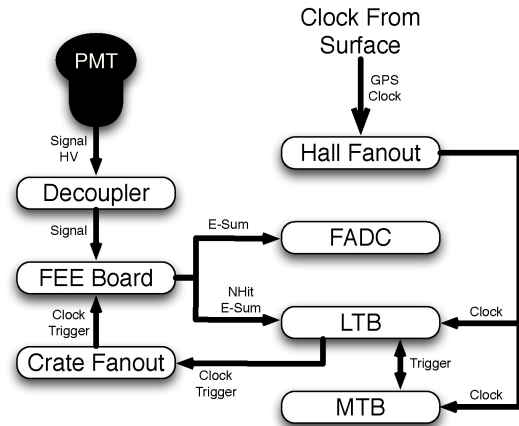 PMT
Clock From
Surface
GPS
Clock
Signal
HV
Hall Fanout
Decoupler
Signal
E-Sum
FADC
FEE Board
NHit
E-Sum
LTB
Clock
Clock
Trigger
Crate Fanout
Clock
Trigger
Trigger
MTB
Clock